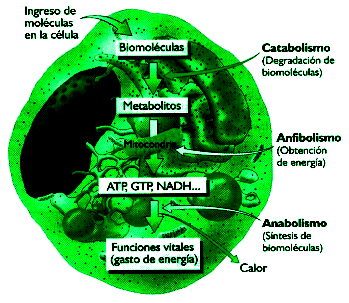 Ingreso de
moléculas
en la célula
Biomoléculas
Catabolismo
(Degradación de
biomoléculas)
Metabolitos
Mitocondria
Anfibolismo
(Obtención
de energía)
ATP, GTP, NADH...
Anabolismo
(Síntesis de
biomoléculas)
Funciones vitales
(gasto de energía)
Calor